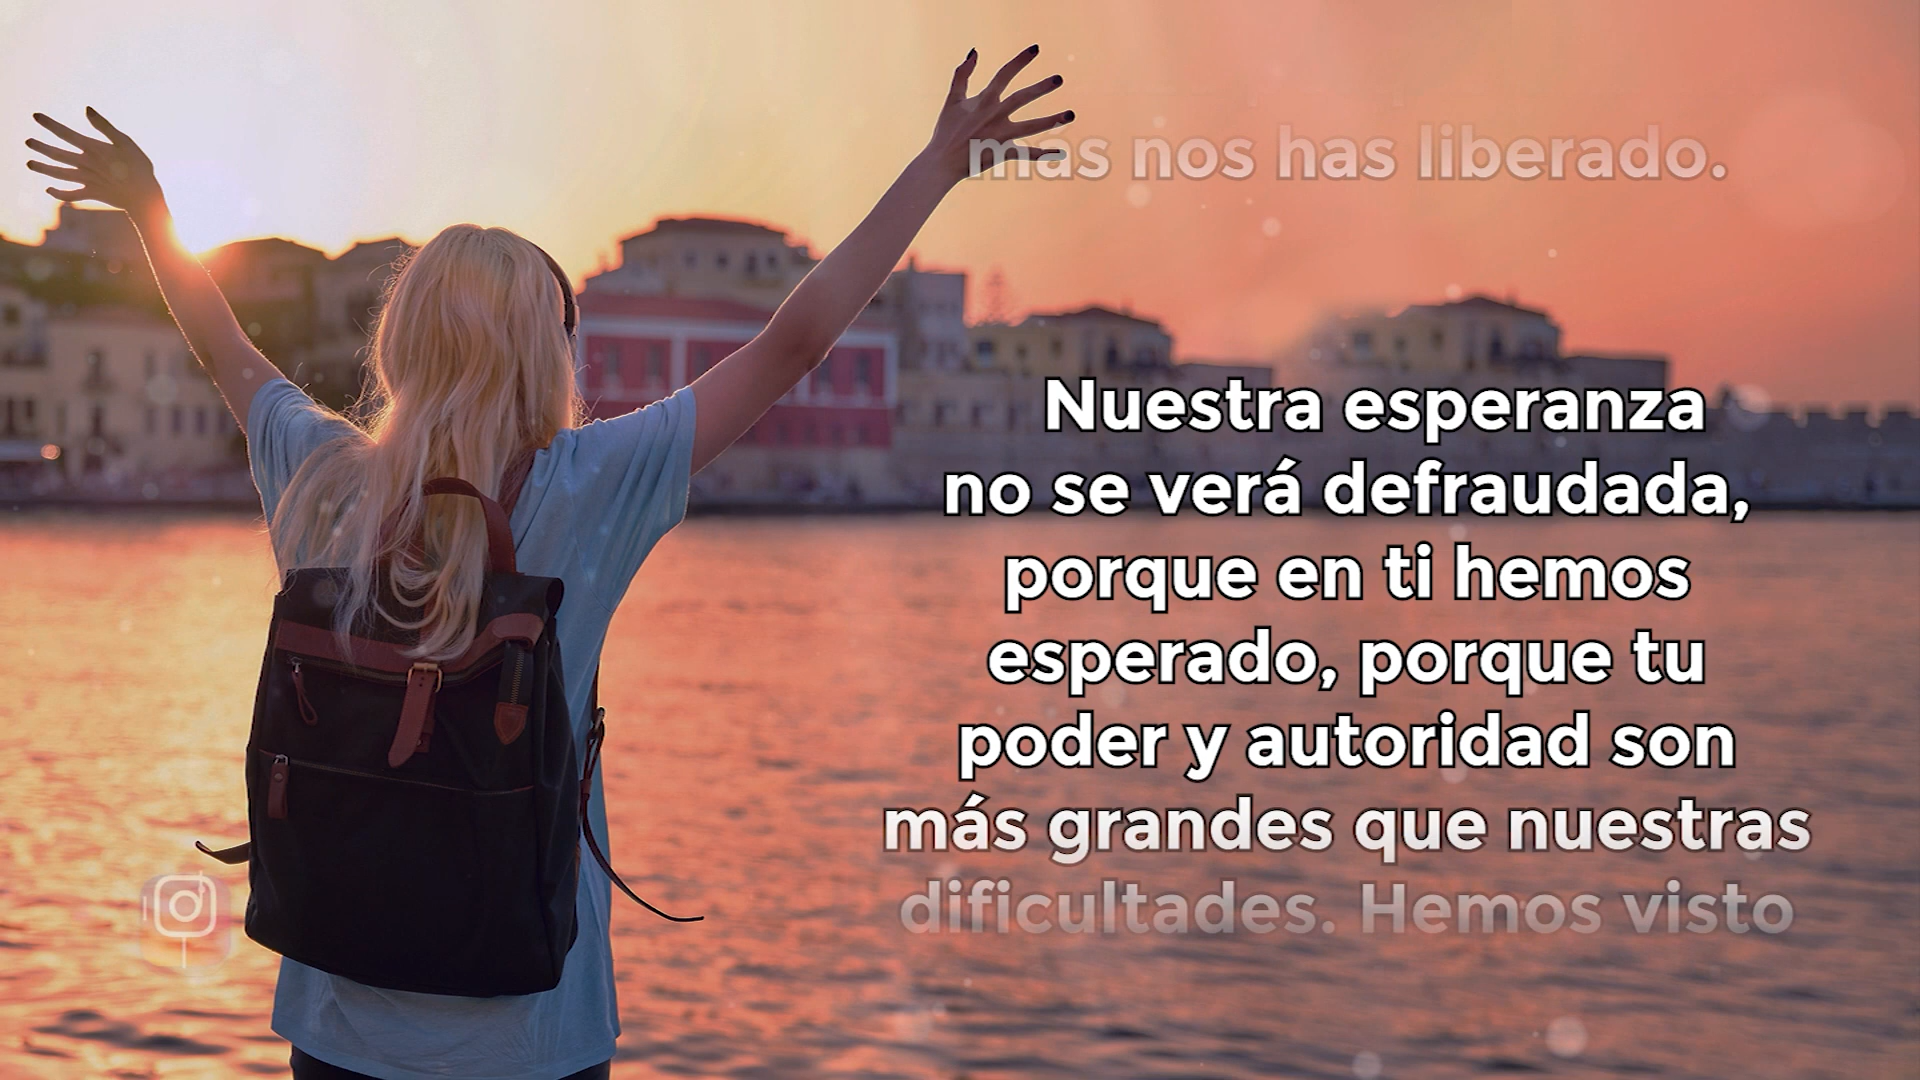 más nos has liberado.
Nuestra esperanza
no se verá defraudada,
porque en ti hemos
esperado, porque tu
poder y autoridad son
más grandes que nuestras
dificultades. Hemos visto